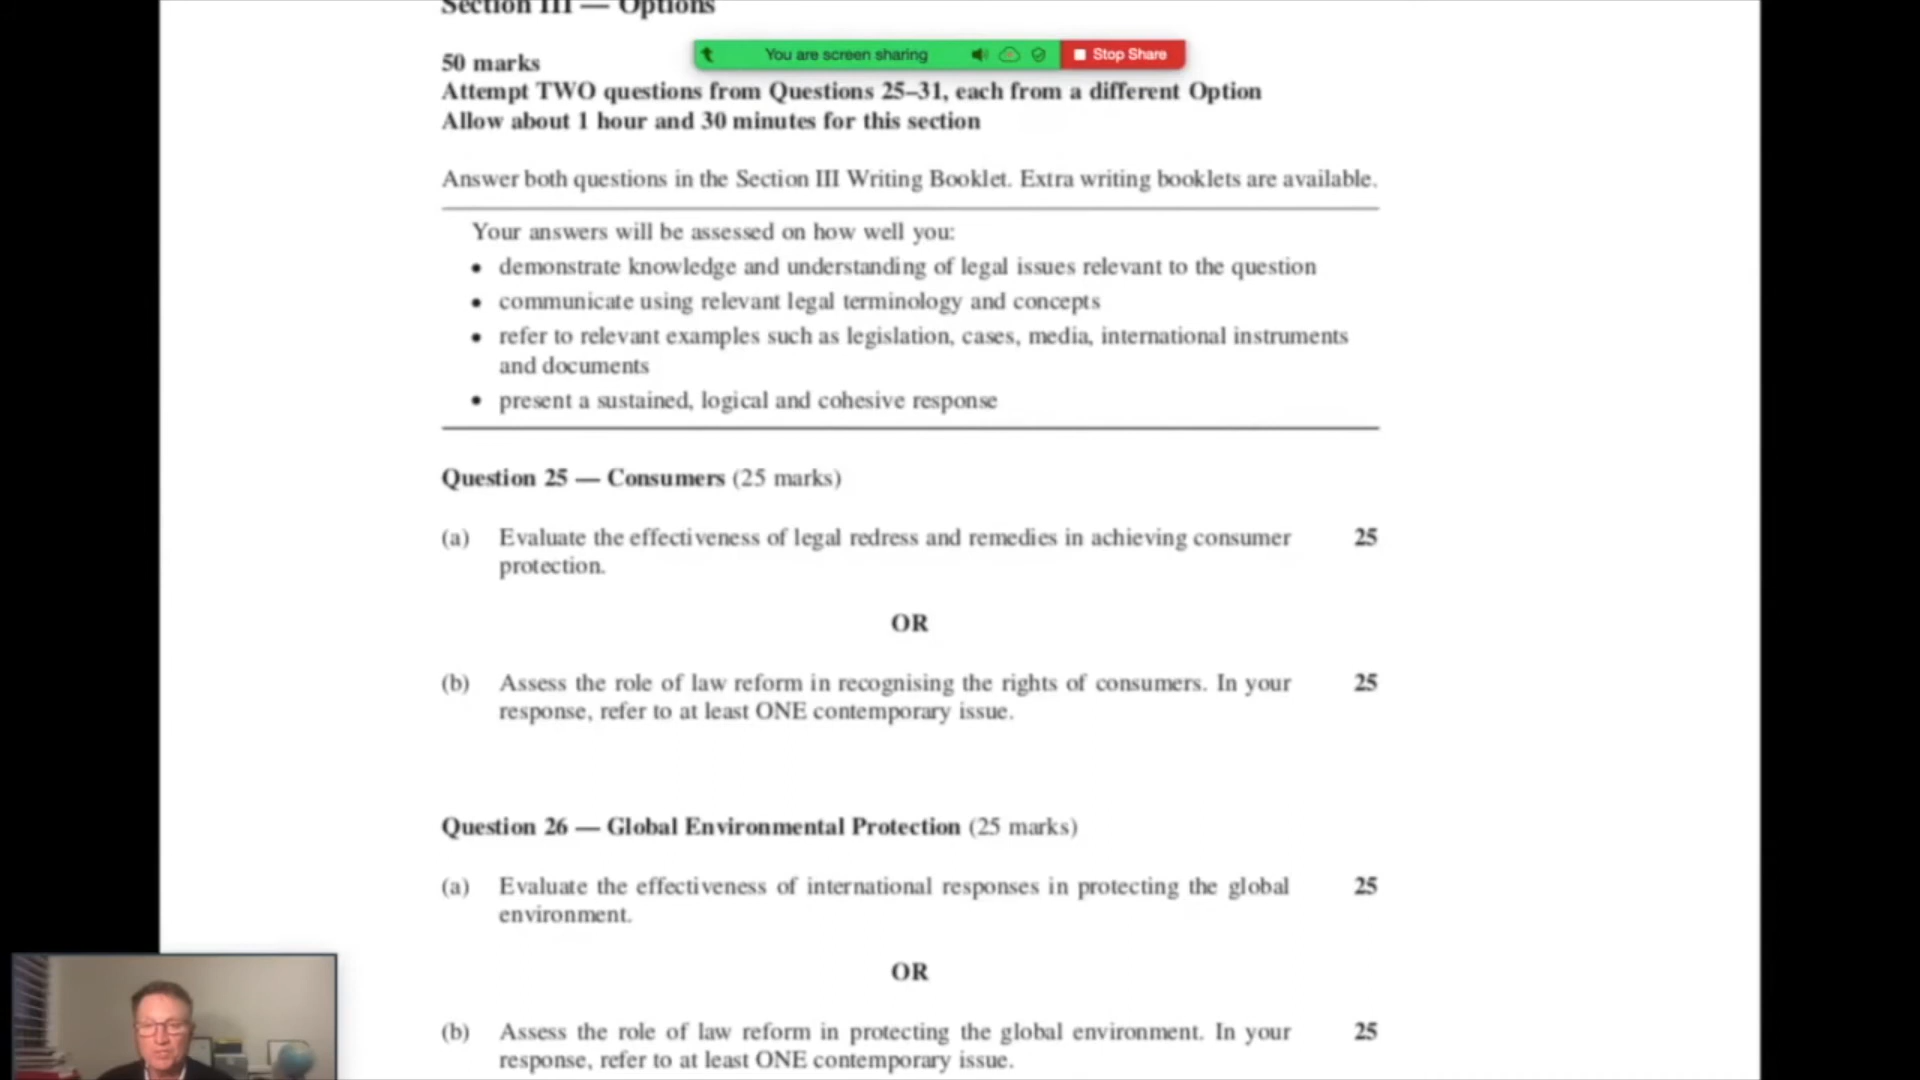 Section III — Options
You are screen sharing
Stop Share
50 marks
Attempt TWO questions from Questions 25–31, each from a different Option
Allow about 1 hour and 30 minutes for this section
Answer both questions in the Section III Writing Booklet. Extra writing booklets are available.
Your answers will be assessed on how well you:
• demonstrate knowledge and understanding of legal issues relevant to the question
• communicate using relevant legal terminology and concepts
• refer to relevant examples such as legislation, cases, media, international instruments
and documents
• present a sustained, logical and cohesive response
Question 25 — Consumers (25 marks)
(a) Evaluate the effectiveness of legal redress and remedies in achieving consumer 25
protection.
OR
(b) Assess the role of law reform in recognising the rights of consumers. In your 25
response, refer to at least ONE contemporary issue.
Question 26 — Global Environmental Protection (25 marks)
(a) Evaluate the effectiveness of international responses in protecting the global 25
environment.
OR
(b) Assess the role of law reform in protecting the global environment. In your 25
response, refer to at least ONE contemporary issue.